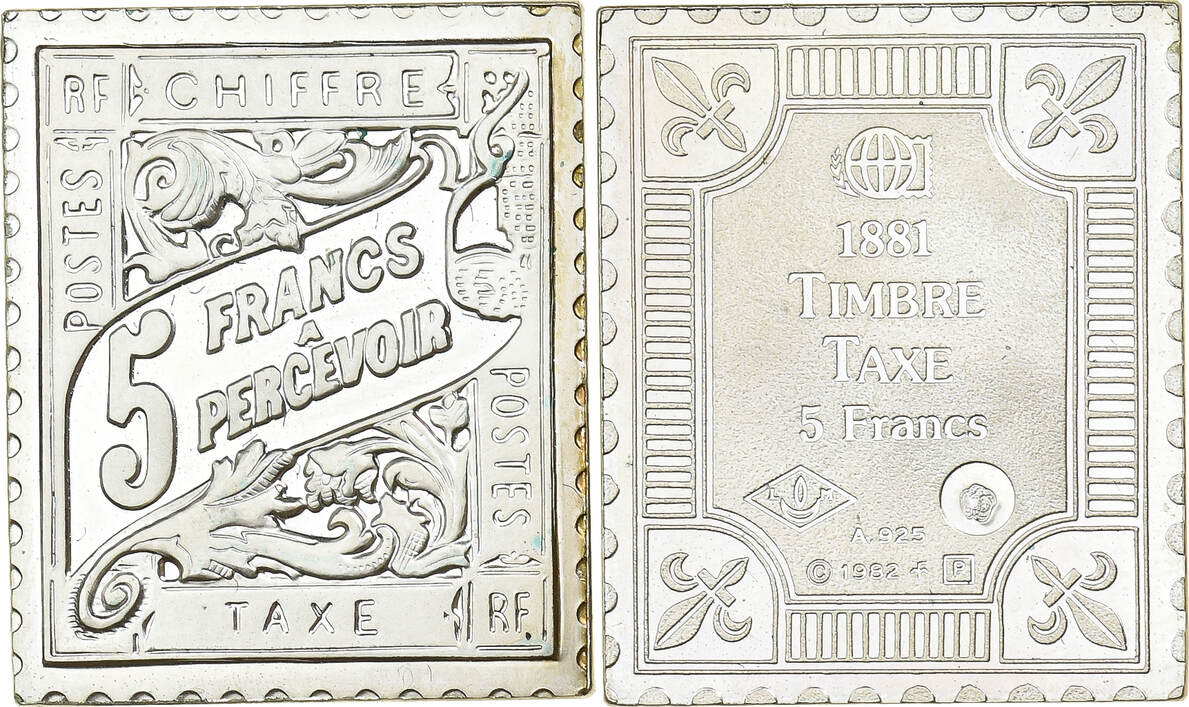 RF
CHIFFRE
POSTES
5
FRANCS
À
PERCEVOIR
POSTES
TAXE
RF
1881
TIMBRE
TAXE
5 Francs
L M
A.925
© 1982
P